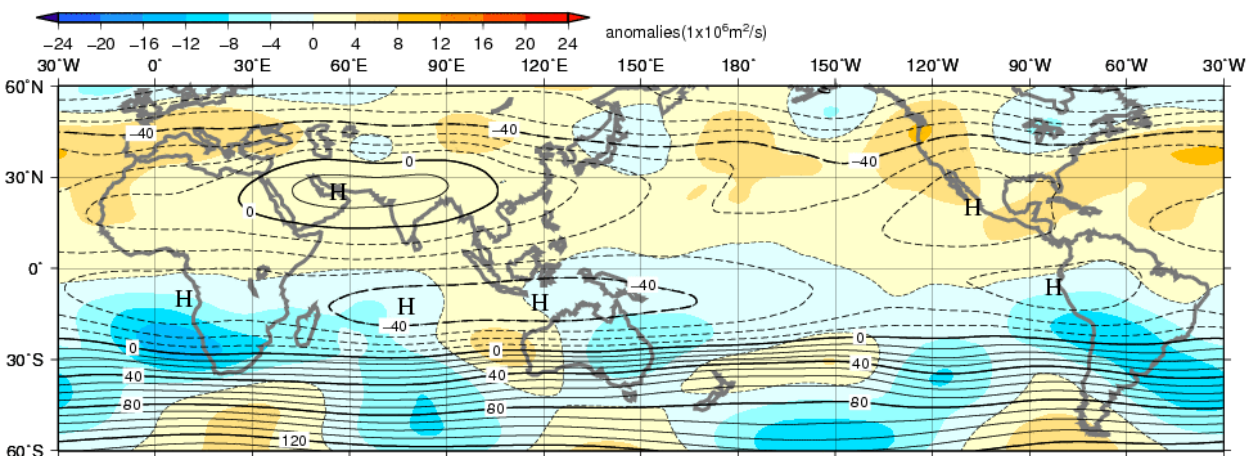 −24 −20 −16 −12 −8 −4 0 4 8 12 16 20 24
anomalies(1x10⁶m²/s)
30°W 0° 30°E 60°E 90°E 120°E 150°E 180° 150°W 120°W 90°W 60°W 30°W
60°N
−40 −40 −40
0
30°N
H H
0
0°
H H H H
−40
−40
0 0 0
30°S
40 40 40
80 80 80
120
60°S